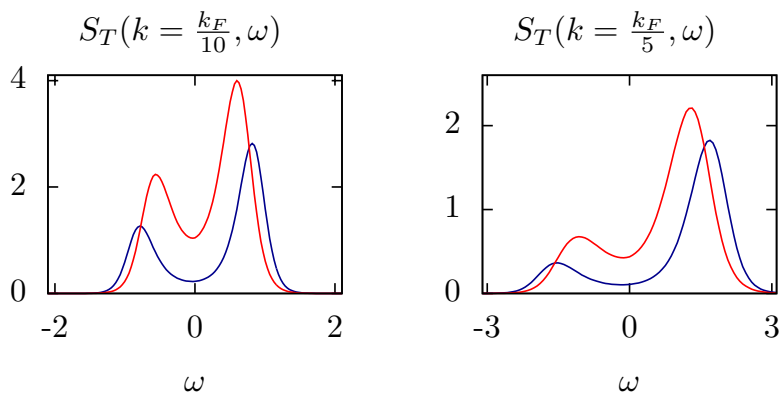 S_T(k = k_F/10, ω)
4
2
0
-2 0 2
ω
S_T(k = k_F/5, ω)
2
1
0
-3 0 3
ω